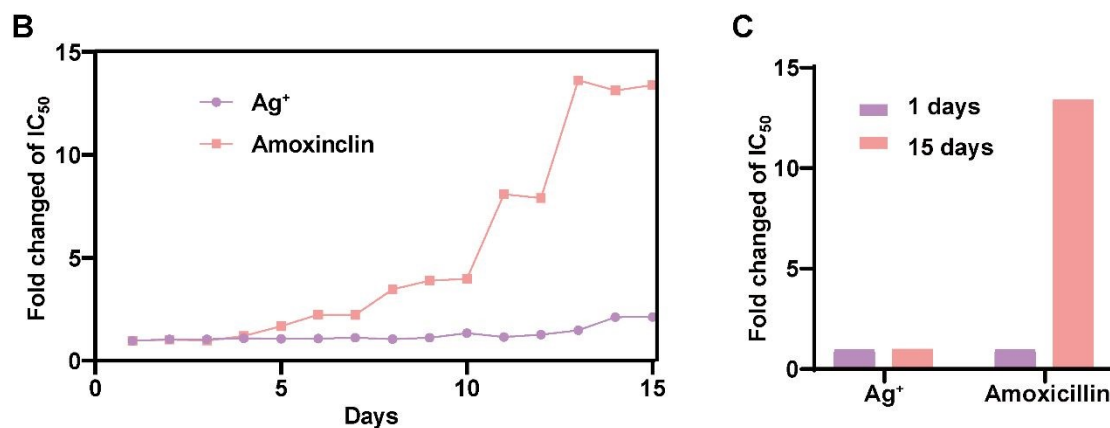 B
Fold changed of IC₅₀
15
10
5
0
Ag⁺
Amoxinclin
0
5
10
15
Days
C
Fold changed of IC₅₀
15
10
5
0
1 days
15 days
Ag⁺
Amoxicillin